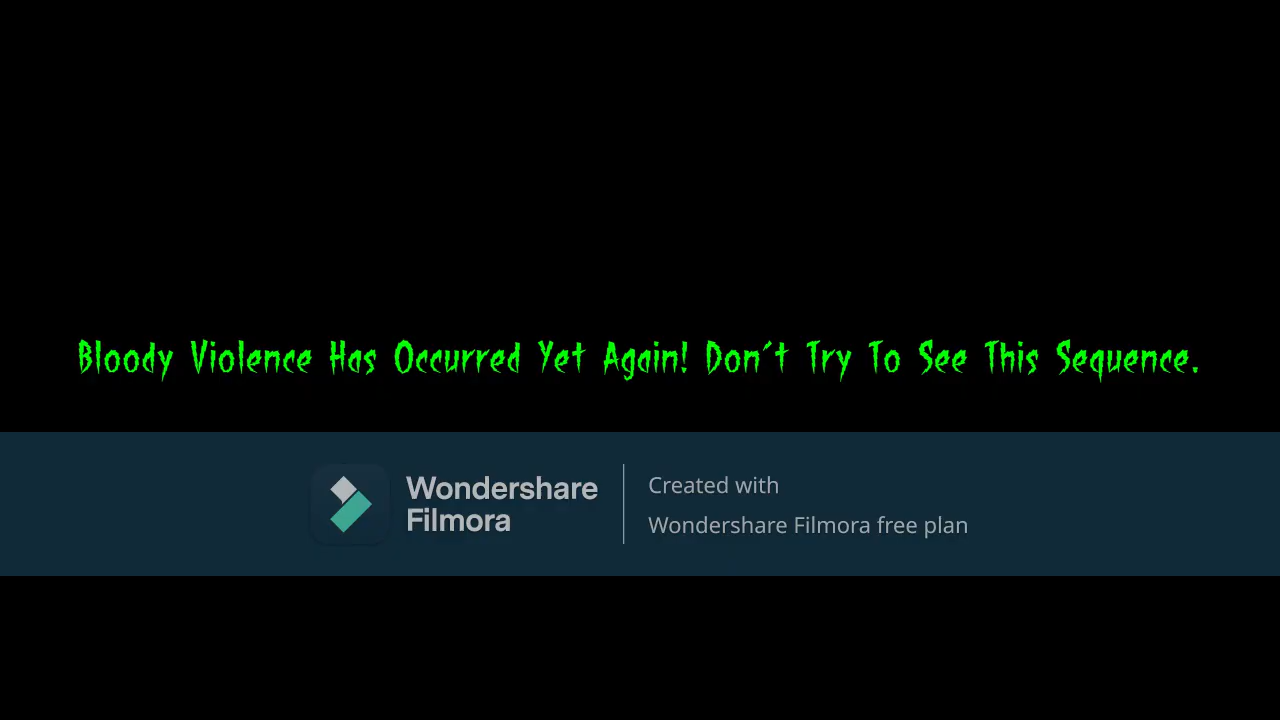 Bloody Violence Has Occurred Yet Again! Don´t Try To See This Sequence.
Wondershare
Filmora
Created with
Wondershare Filmora free plan